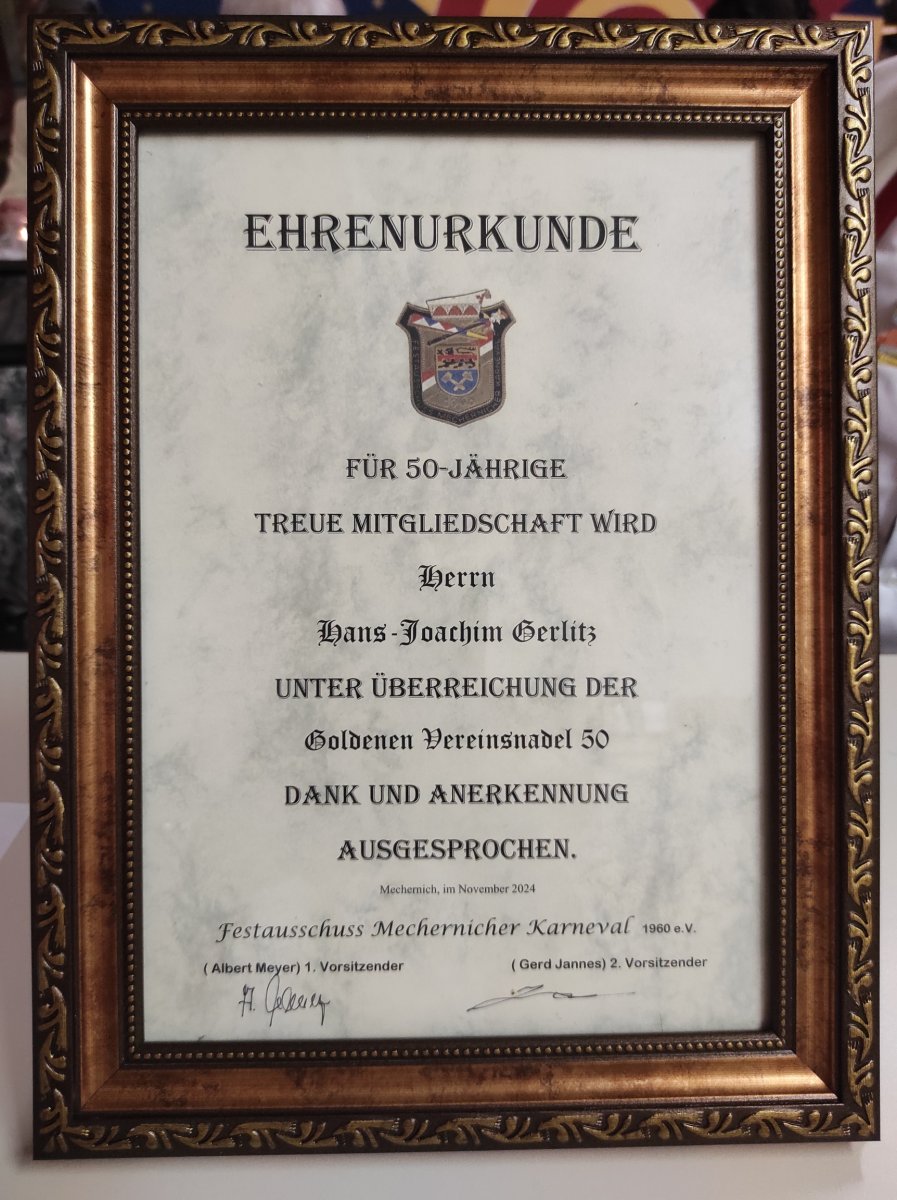 EHRENURKUNDE
MECHERNICHER
FÜR 50-JÄHRIGE
TREUE MITGLIEDSCHAFT WIRD
Herrn
Hans-Joachim Gerlitz
UNTER ÜBERREICHUNG DER
Goldenen Vereinsnadel 50
DANK UND ANERKENNUNG
AUSGESPROCHEN.
Mechernich, im November 2024
Festausschuss Mechernicher Karneval 1960 e.V.
( Albert Meyer) 1. Vorsitzender ( Gerd Jannes) 2. Vorsitzender